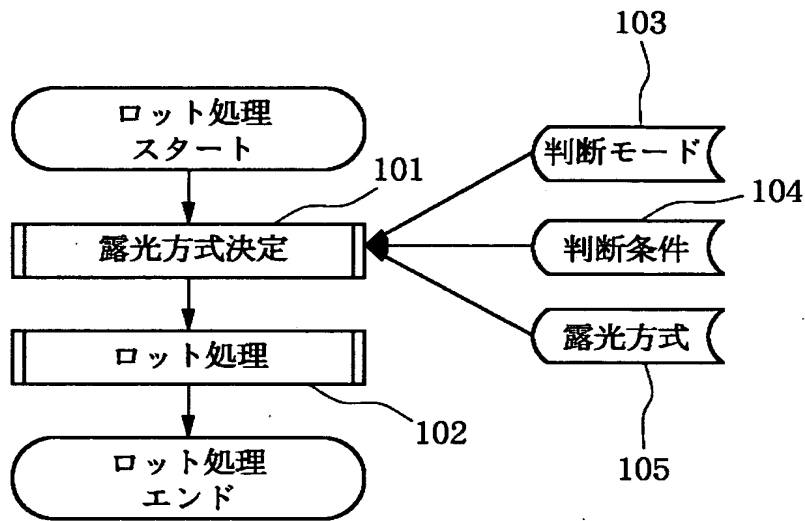 103
ロット処理
スタート
判断モード
101
104
露光方式決定
判断条件
ロット処理
露光方式
102
105
ロット処理
エンド